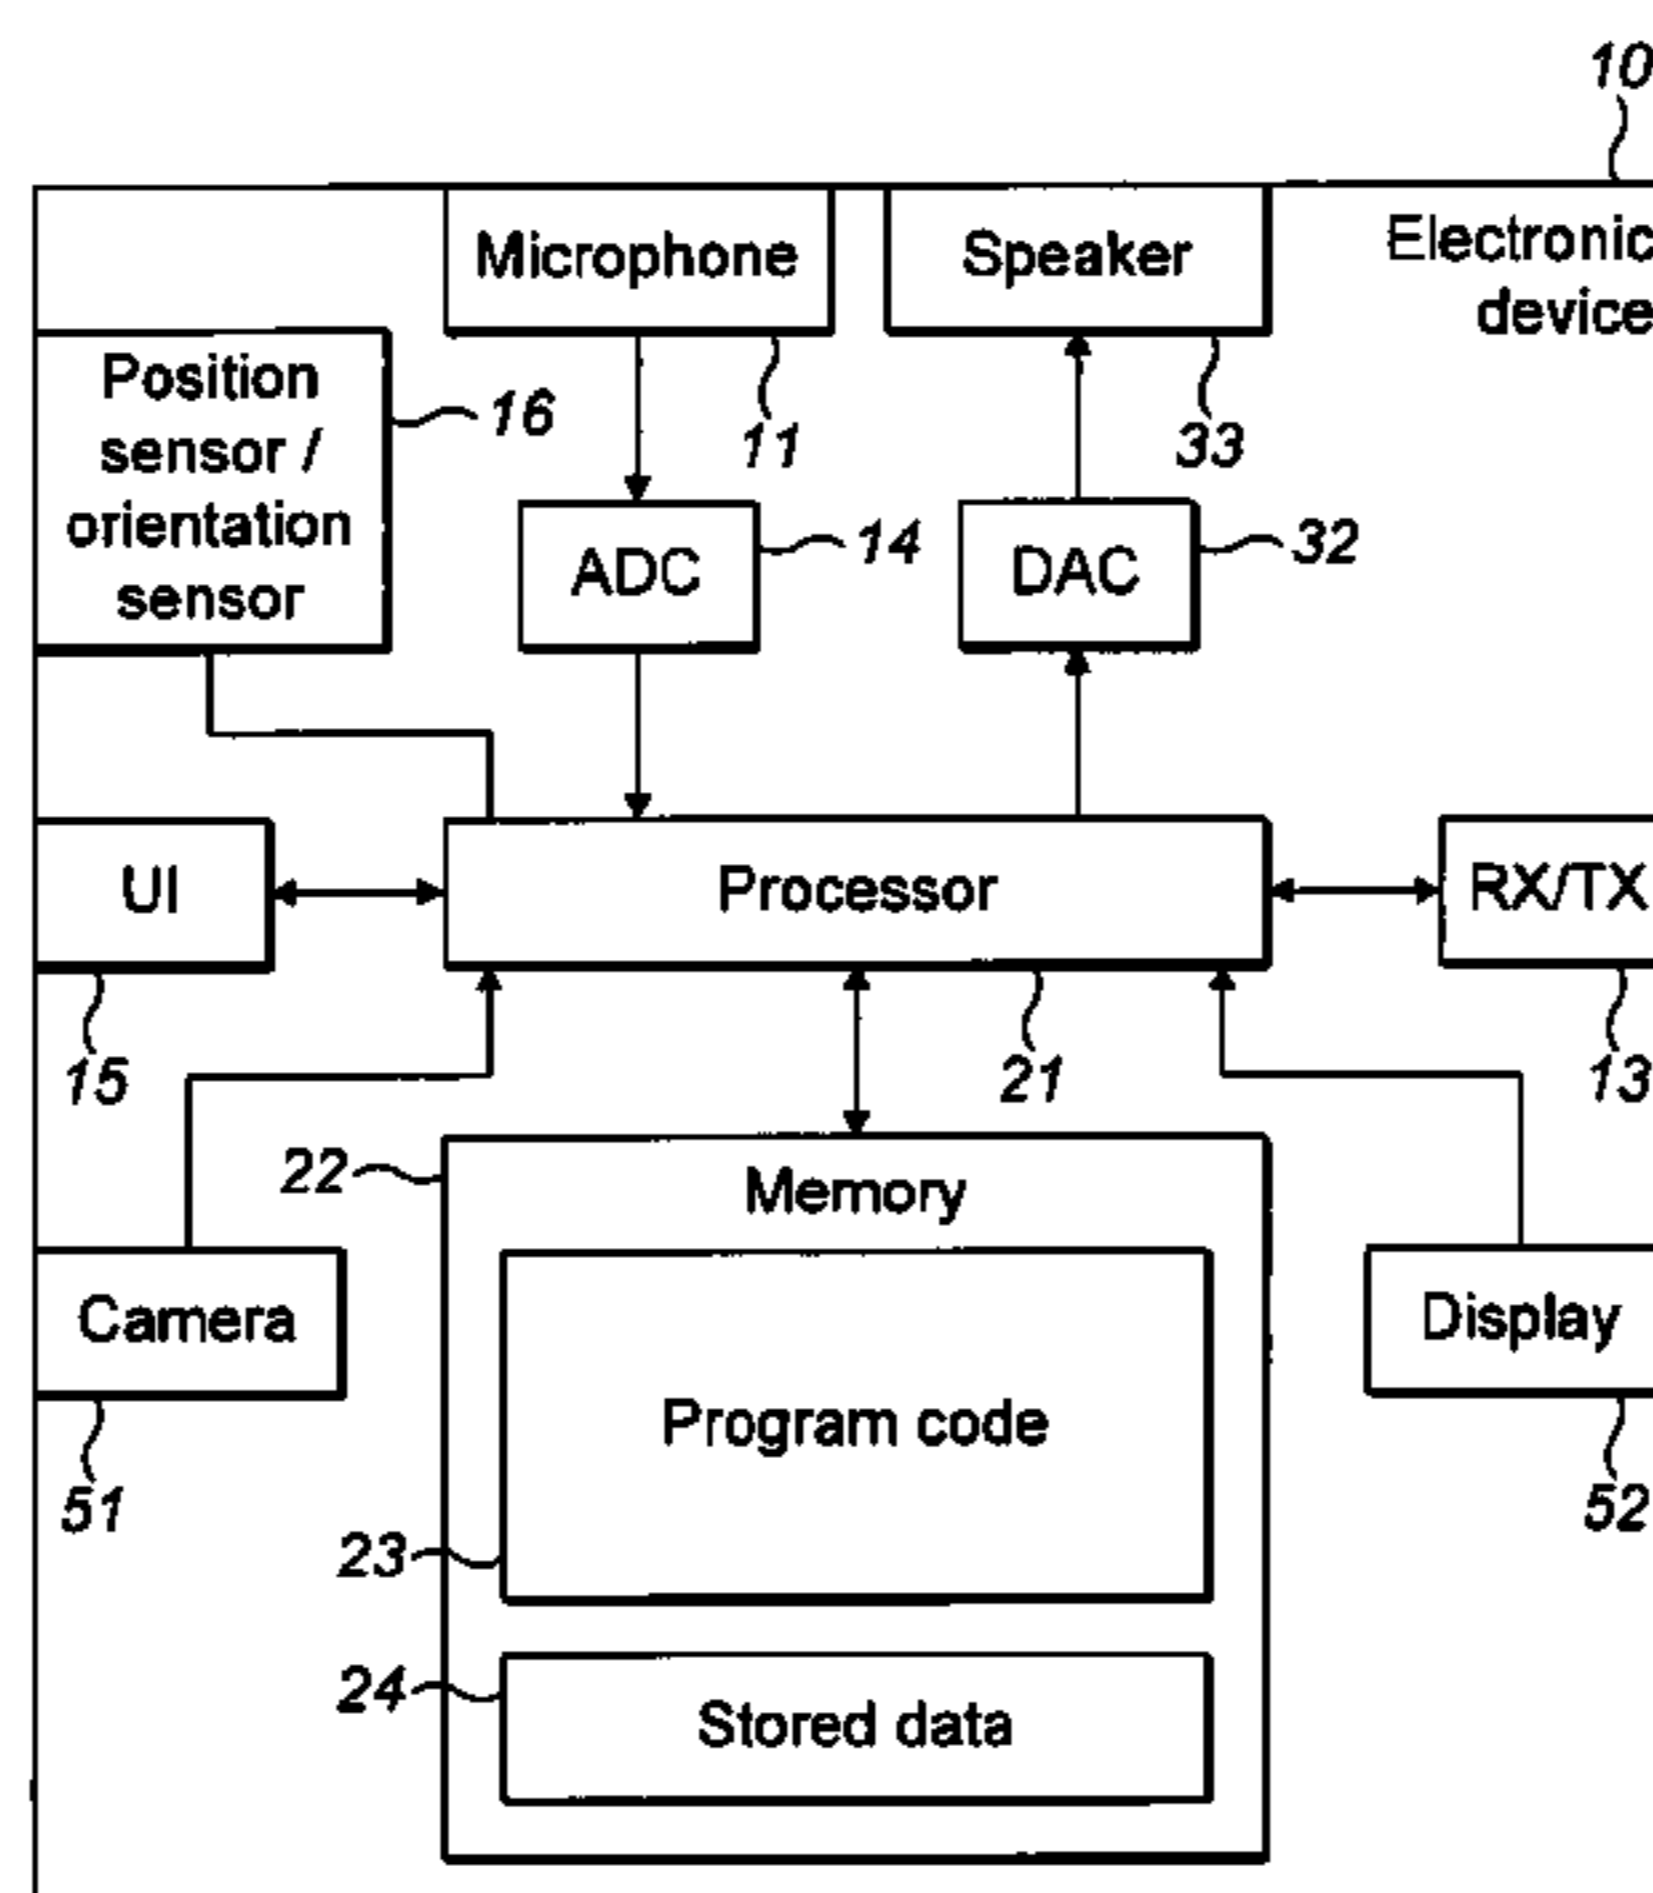 10
Electronic
device
Microphone
Speaker
Position
sensor /
orientation
sensor
16
11
33
ADC
14
DAC
32
UI
Processor
RX/TX
15
21
13
22
Memory
Camera
Program code
Display
51
52
23
24
Stored data